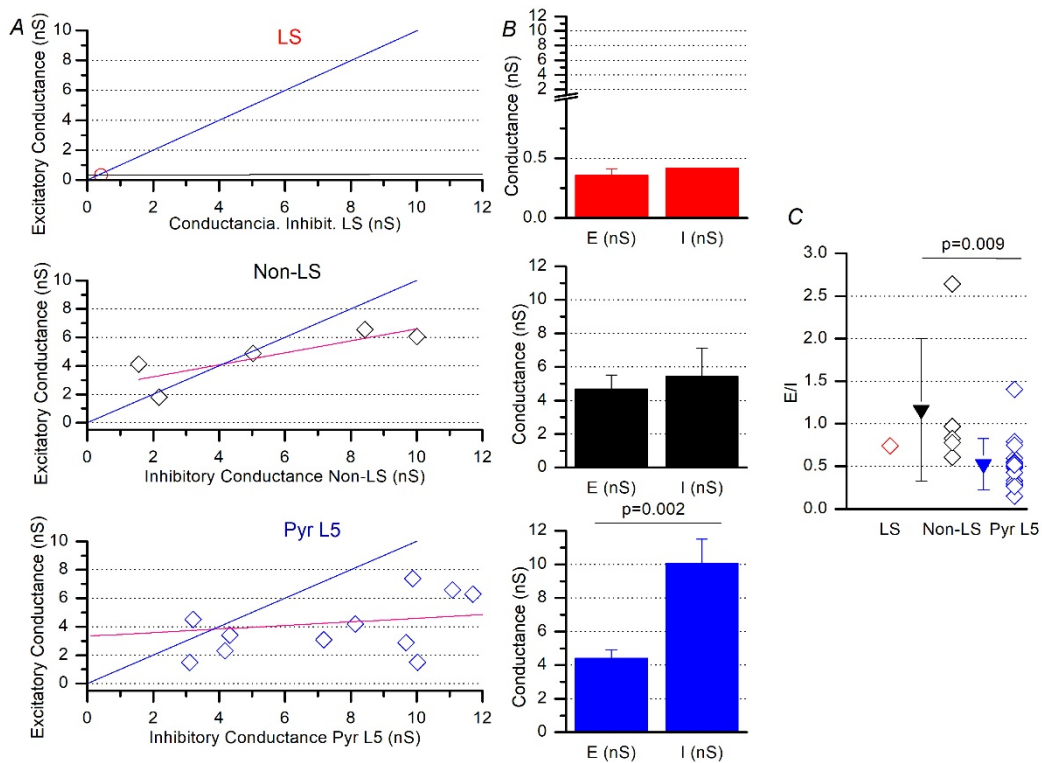 A
Excitatory Conductance (nS)
10
8
6
4
2
0
LS
0 2 4 6 8 10 12
Conductancia. Inhibit. LS (nS)
Excitatory Conductance (nS)
10
8
6
4
2
0
Non-LS
0 2 4 6 8 10 12
Inhibitory Conductance Non-LS (nS)
Excitatory Conductance (nS)
10
8
6
4
2
0
Pyr L5
0 2 4 6 8 10 12
Inhibitory Conductance Pyr L5 (nS)
B
Conductance (nS)
12
10
8
6
4
2
0.5
0.0
E (nS) I (nS)
Conductance (nS)
12
10
8
6
4
2
0
E (nS) I (nS)
Conductance (nS)
12
10
8
6
4
2
0
p=0.002
E (nS) I (nS)
C
E/I
3.0
2.5
2.0
1.5
1.0
0.5
0.0
p=0.009
LS Non-LS Pyr L5